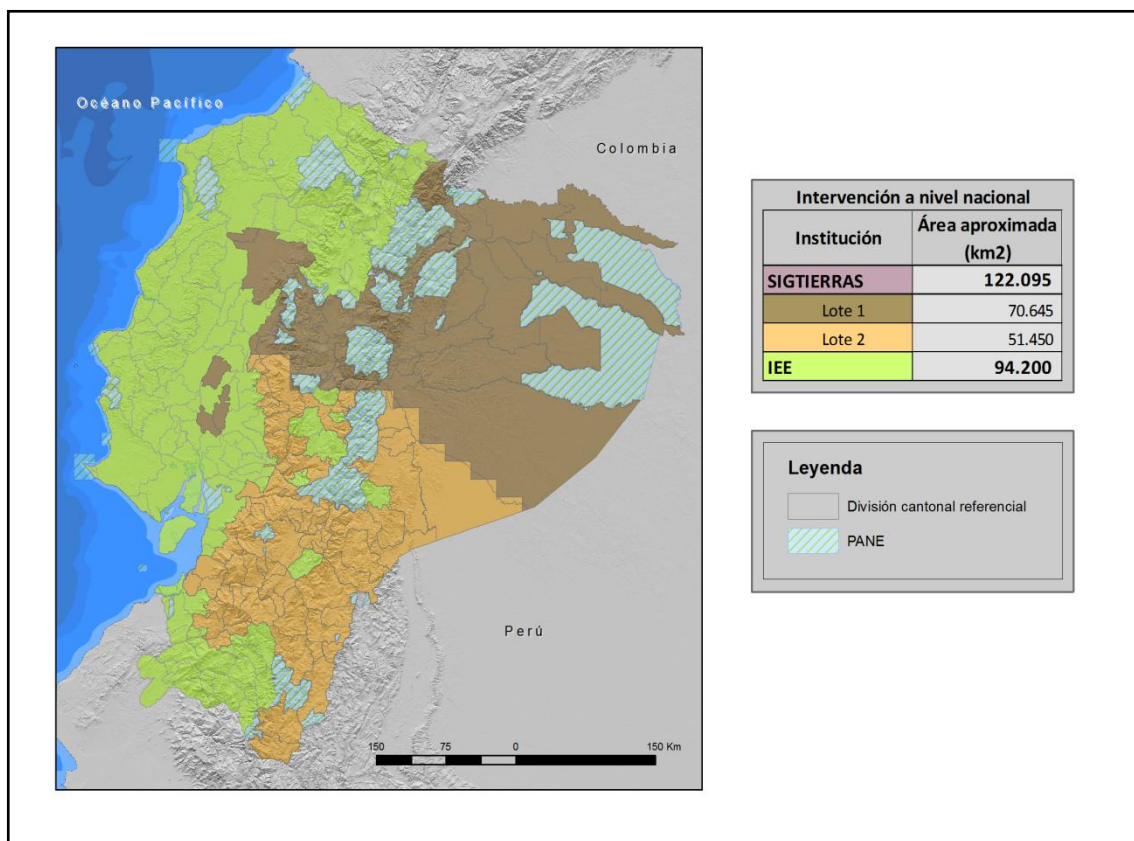 Océano Pacífico
Colombia
Perú
150 75 0 150 Km
Intervención a nivel nacional
Institución Área aproximada
(km2)
SIGTIERRAS 122.095
Lote 1 70.645
Lote 2 51.450
IEE 94.200
Leyenda
División cantonal referencial
PANE